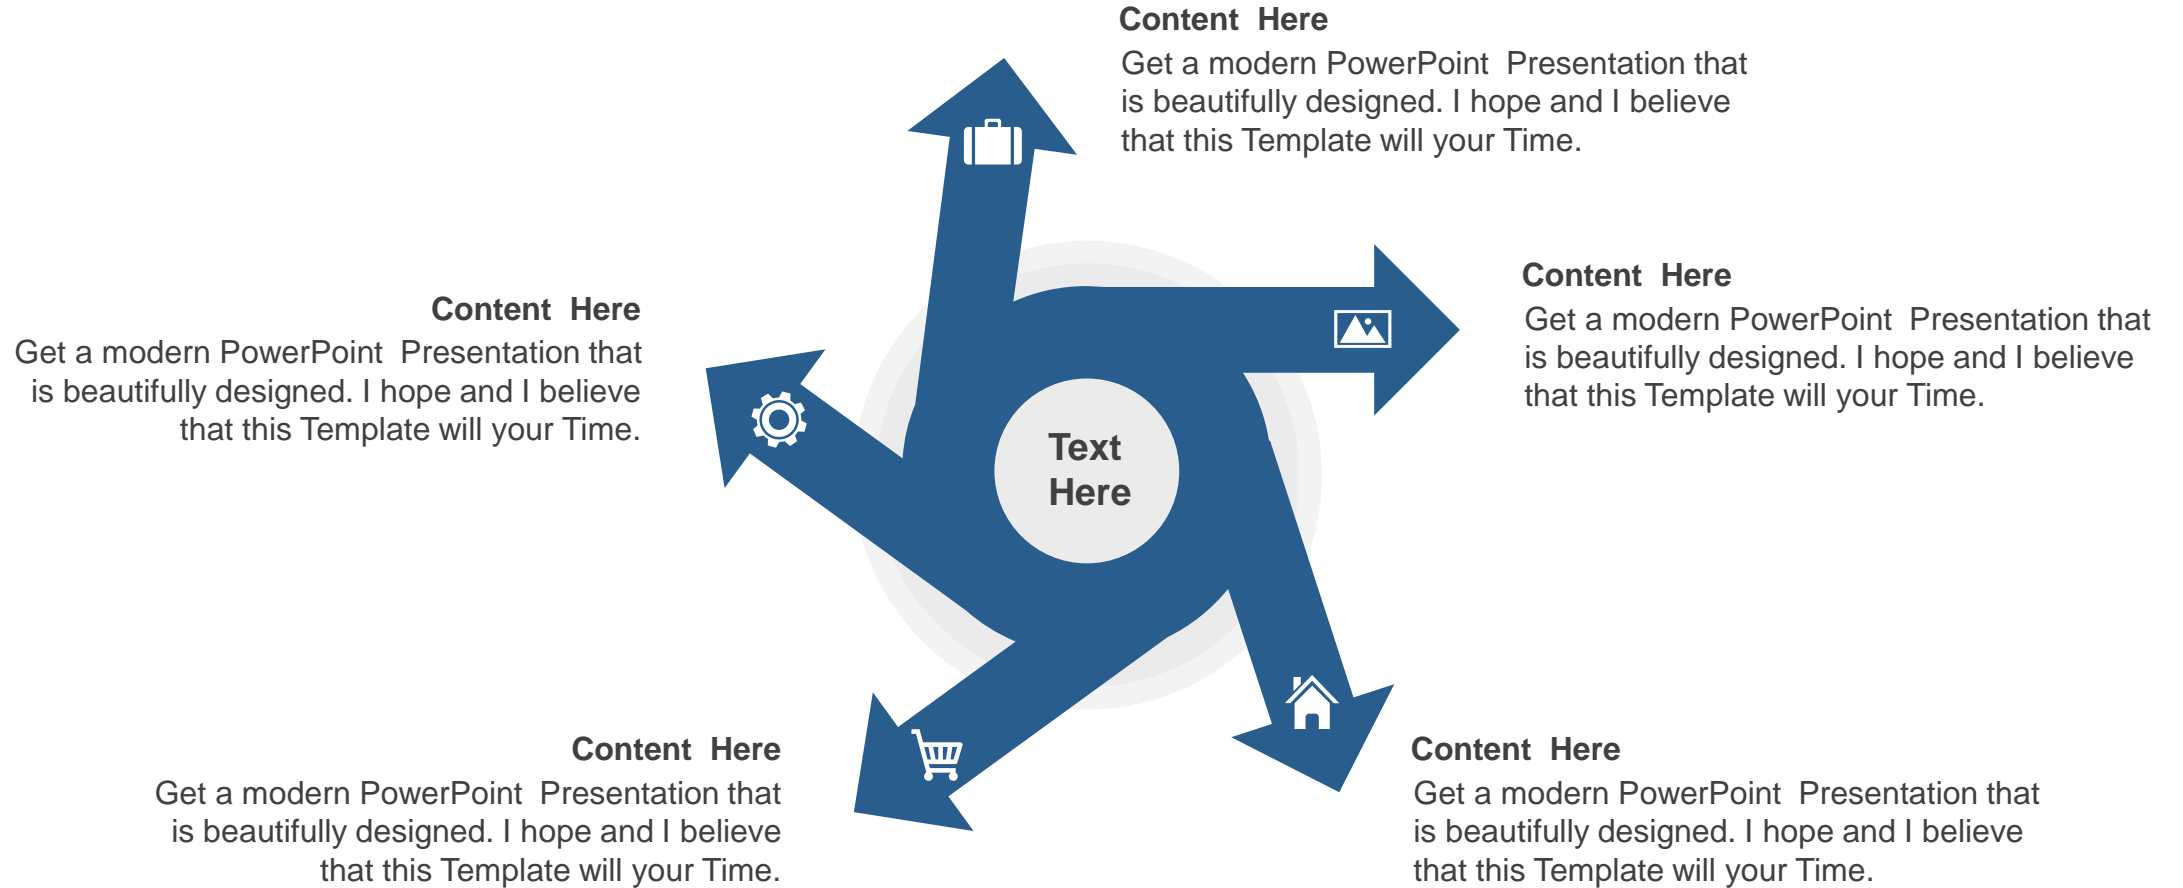 Content  Here
Get a modern PowerPoint  Presentation that
is beautifully designed. I hope and I believe
that this Template will your Time.
Content  Here
Get a modern PowerPoint  Presentation that
is beautifully designed. I hope and I believe
that this Template will your Time.
Content  Here
Get a modern PowerPoint  Presentation that
is beautifully designed. I hope and I believe
that this Template will your Time.
Text
Here
Content  Here
Get a modern PowerPoint  Presentation that
is beautifully designed. I hope and I believe
that this Template will your Time.
Content  Here
Get a modern PowerPoint  Presentation that
is beautifully designed. I hope and I believe
that this Template will your Time.